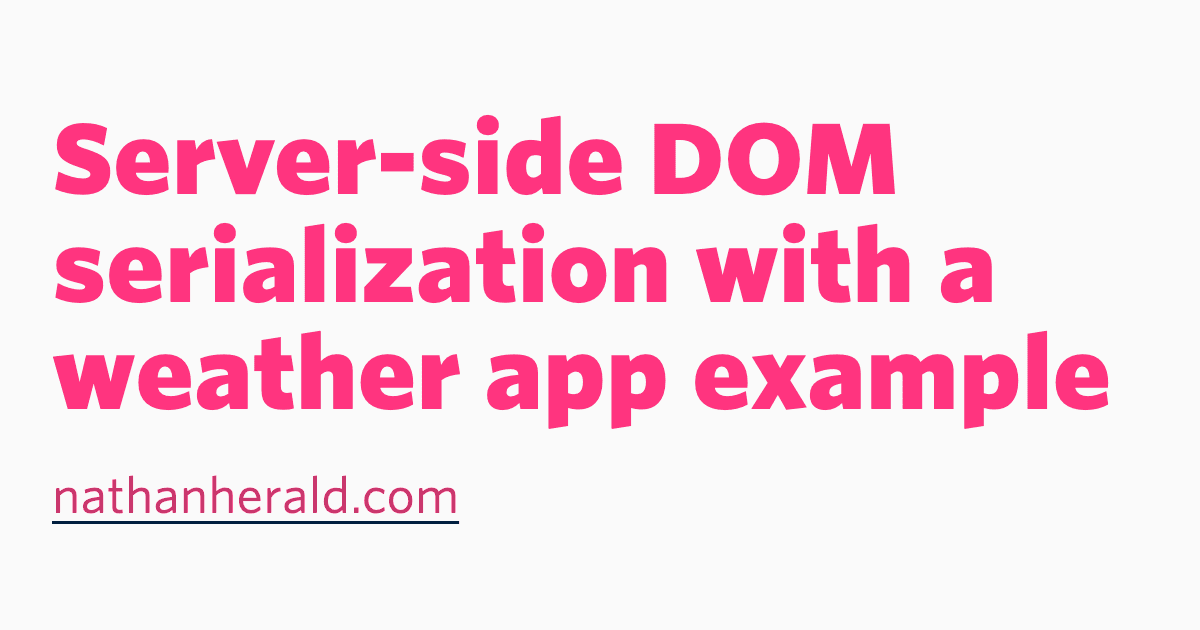 Server-side DOM
serialization with a
weather app example
nathanherald.com